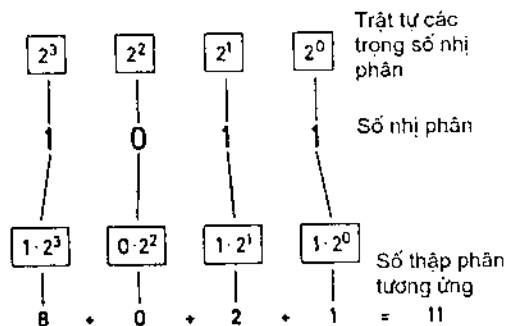 Trật tự các
trọng số nhị
phân
2³ 2² 2¹ 2⁰
1 0 1 1
Số nhị phân
1·2³ 0·2² 1·2¹ 1·2⁰
Số thập phân
tương ứng
8 + 0 + 2 + 1 = 11